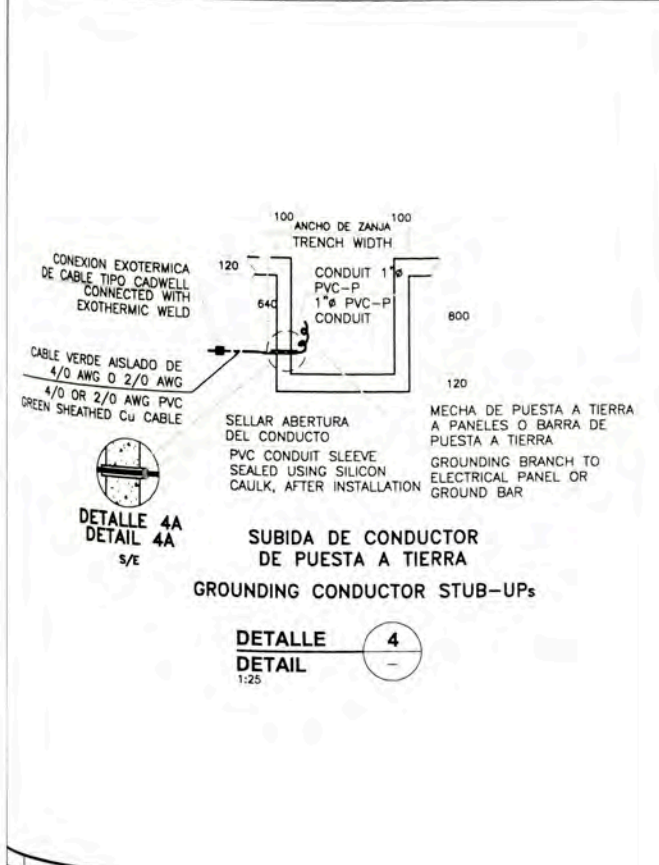 100 100
ANCHO DE ZANJA
TRENCH WIDTH
CONEXION EXOTERMICA
DE CABLE TIPO CADWELL
CONNECTED WITH
EXOTHERMIC WELD
120
CONDUIT 1"ø
PVC-P
1"ø PVC-P
CONDUIT
640
800
CABLE VERDE AISLADO DE
4/0 AWG O 2/0 AWG
4/0 OR 2/0 AWG PVC
GREEN SHEATHED Cu CABLE
120
SELLAR ABERTURA
DEL CONDUCTO
PVC CONDUIT SLEEVE
SEALED USING SILICON
CAULK, AFTER INSTALLATION
MECHA DE PUESTA A TIERRA
A PANELES O BARRA DE
PUESTA A TIERRA
GROUNDING BRANCH TO
ELECTRICAL PANEL OR
GROUND BAR
DETALLE 4A
DETAIL 4A
S/E
SUBIDA DE CONDUCTOR
DE PUESTA A TIERRA
GROUNDING CONDUCTOR STUB-UPs
DETALLE 4
DETAIL –
1:25